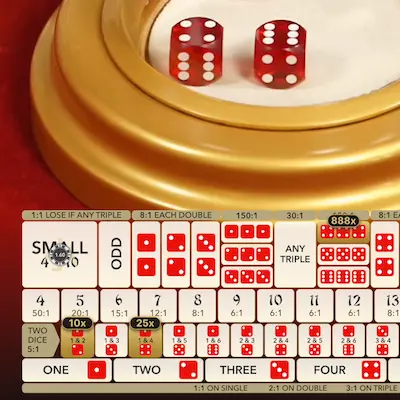 1:1 LOSE IF ANY TRIPLE
8:1 EACH DOUBLE
150:1
30:1
888x
SMALL
4
10
1.60
ODD
ANY
TRIPLE
4 5 6 7 8 9 10 11 12 13
50:1 20:1 15:1 12:1 8:1 6:1 6:1 6:1 6:1
10x 25x
TWO
DICE
5:1
1 & 2 1 & 3 1 & 4 1 & 5 1 & 6 2 & 3 2 & 4 2 & 5 2 & 6
ONE TWO THREE FOUR
1:1 ON SINGLE 2:1 ON DOUBLE 3:1 ON TRIPLE